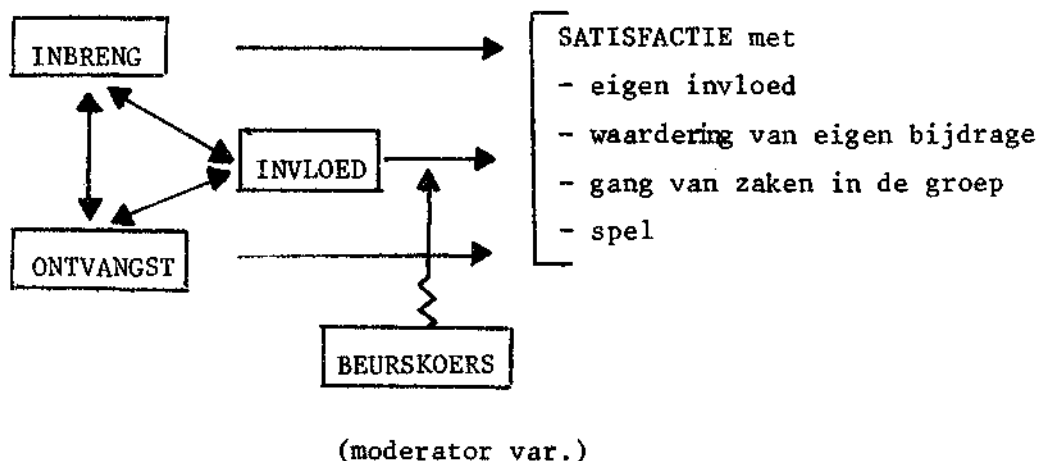 INBRENG
SATISFACTIE met
- eigen invloed
- waardering van eigen bijdrage
INVLOED
- gang van zaken in de groep
- spel
ONTVANGST
BEURSKOERS
(moderator var.)